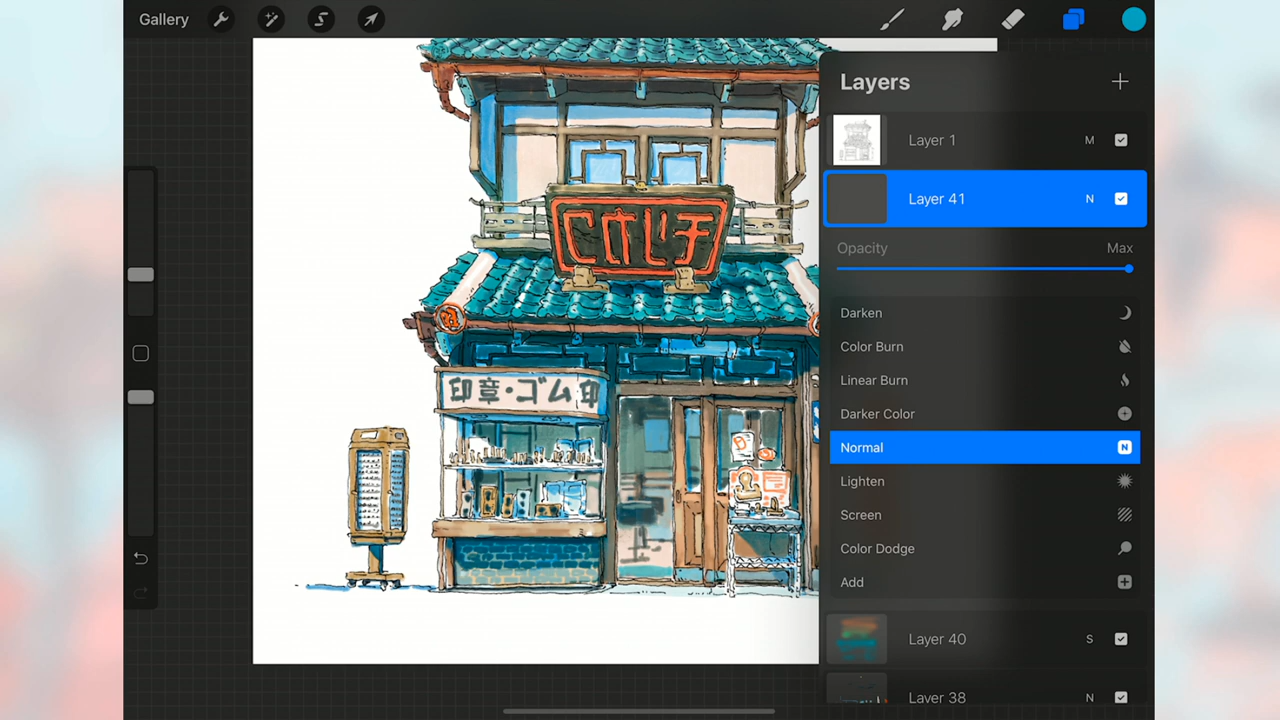 Gallery
Layers
Layer 1 M
Layer 41 N
Opacity Max
Darken
Color Burn
Linear Burn
Darker Color
Normal N
Lighten
Screen
Color Dodge
Add
Layer 40 S
Layer 38 N
印章・ゴム印